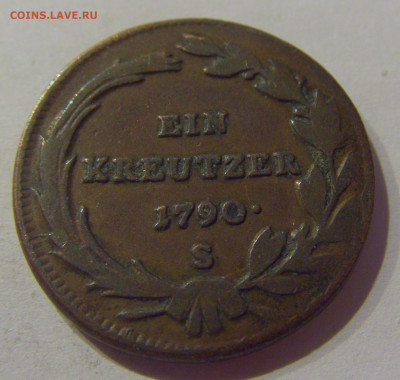 COINS.LAVE.RU
EIN
KREUTZER
1790.
S